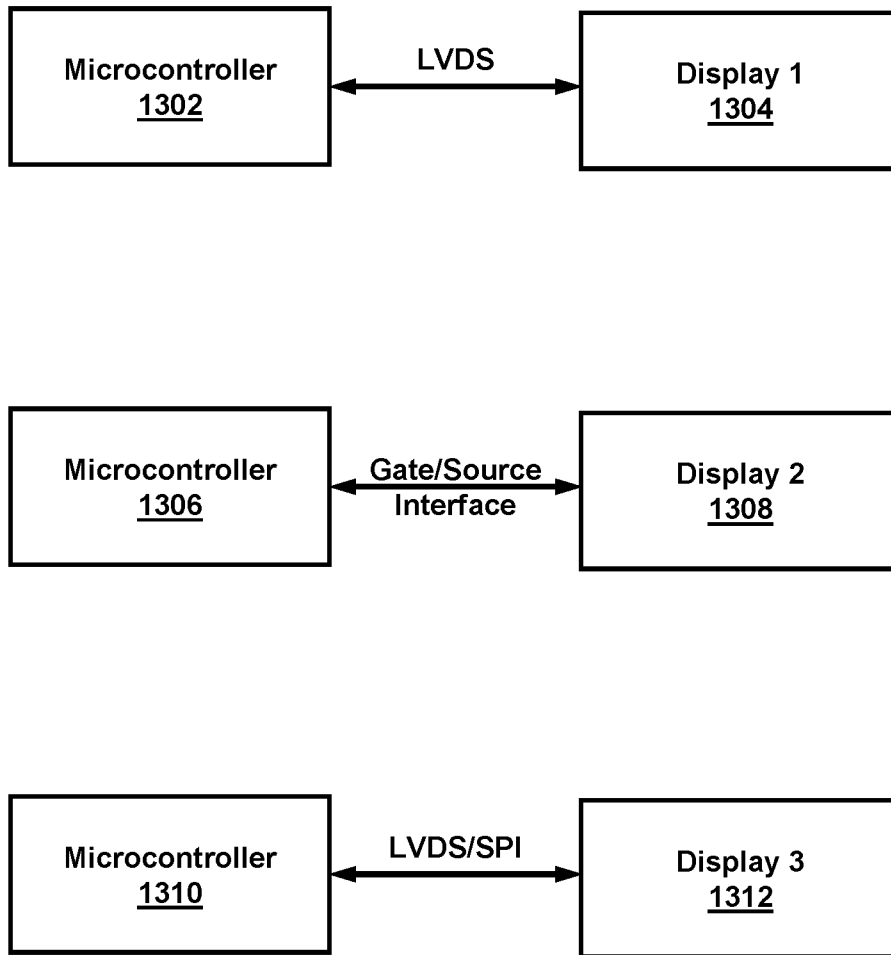 Microcontroller
1302
LVDS
Display 1
1304
Microcontroller
1306
Gate/Source
Interface
Display 2
1308
Microcontroller
1310
LVDS/SPI
Display 3
1312